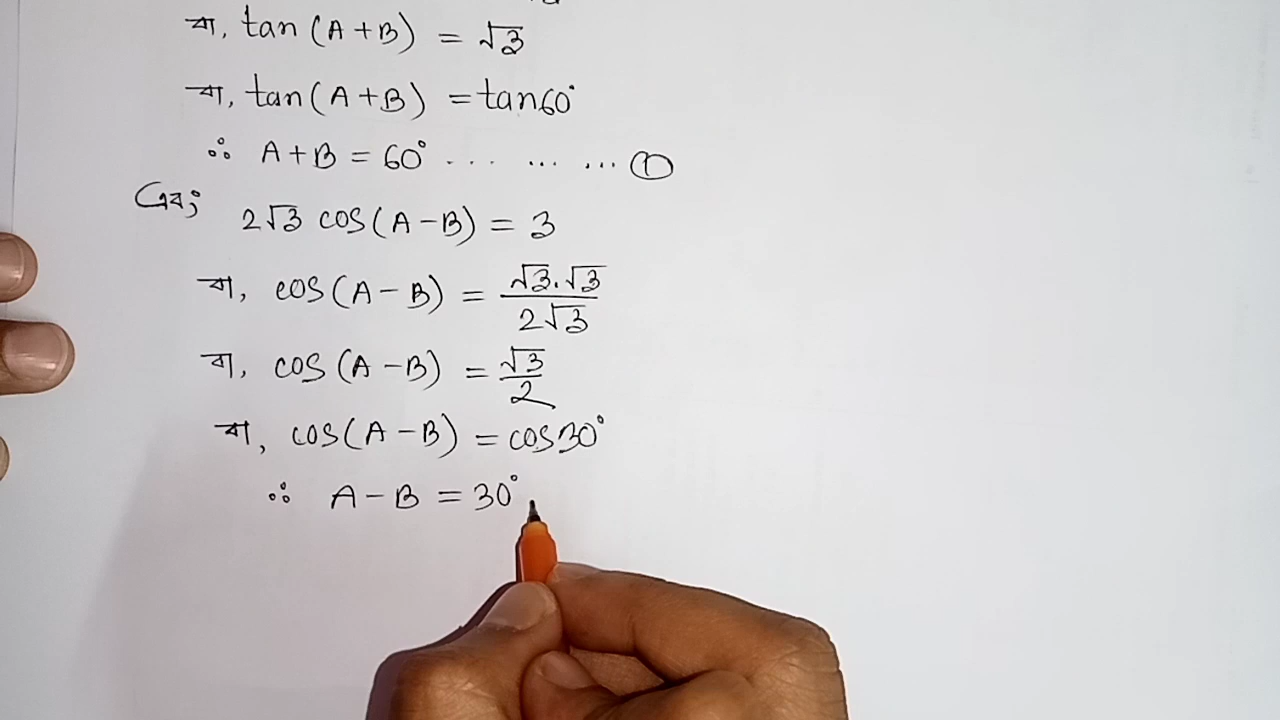 বা, tan (A+B) = √3
বা, tan (A+B) = tan60°
∴ A+B = 60° ... ... ... ①
এবং 2√3 cos(A-B) = 3
বা, cos(A-B) = √3.√3/2√3
বা, cos(A-B) = √3/2
বা, cos(A-B) = cos30°
∴ A-B = 30°